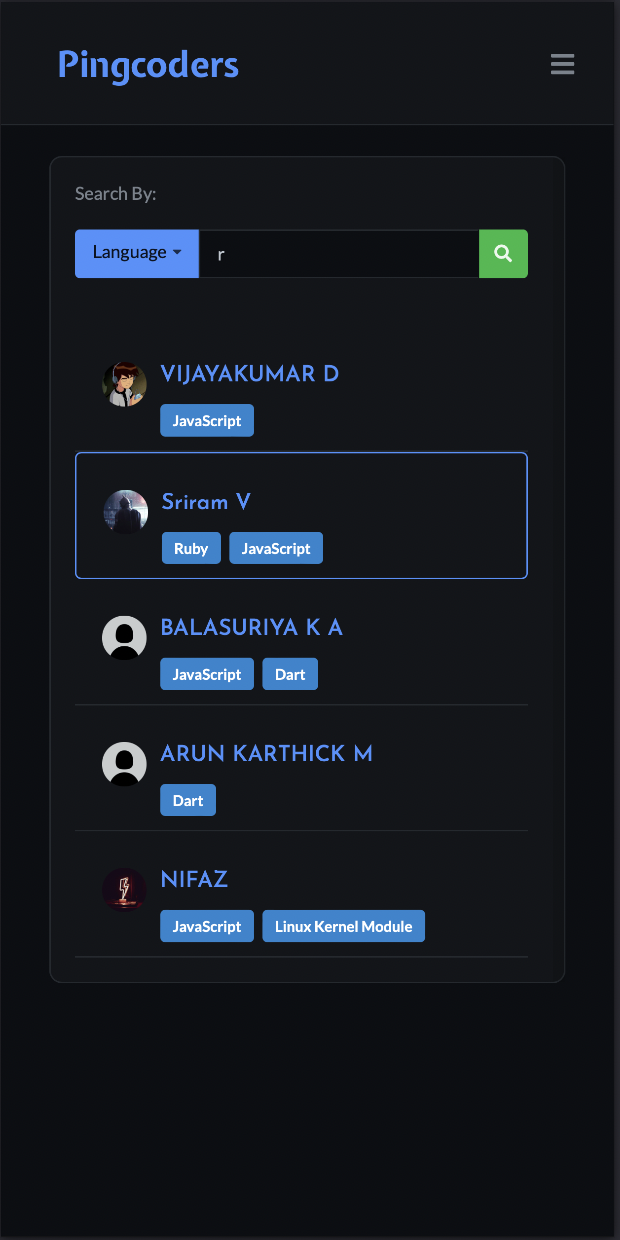 Pingcoders
Search By:
Language r
VIJAYAKUMAR D
JavaScript
Sriram V
Ruby JavaScript
BALASURIYA K A
JavaScript Dart
ARUN KARTHICK M
Dart
NIFAZ
JavaScript Linux Kernel Module